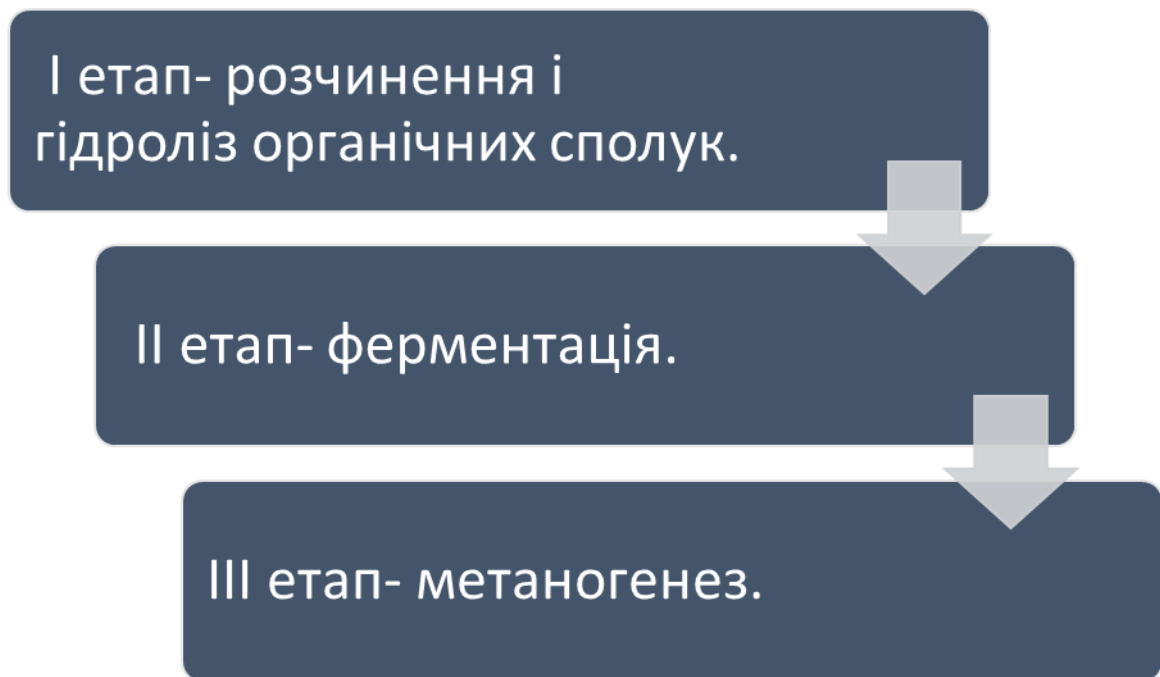 І етап- розчинення і
гідроліз органічних сполук.
ІІ етап- ферментація.
ІІІ етап- метаногенез.